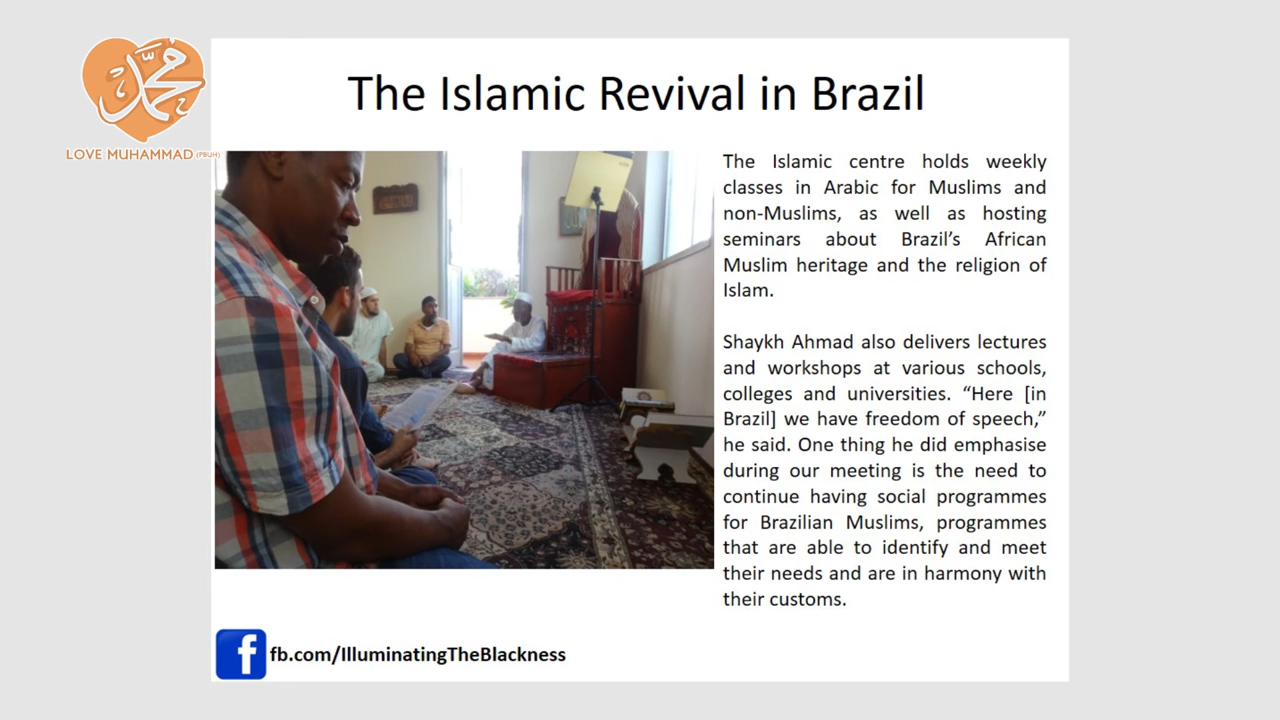 The Islamic Revival in Brazil
محمد
LOVE MUHAMMAD (PBUH)
The Islamic centre holds weekly
classes in Arabic for Muslims and
non-Muslims, as well as hosting
seminars about Brazil’s African
Muslim heritage and the religion of
Islam.
Shaykh Ahmad also delivers lectures
and workshops at various schools,
colleges and universities. “Here [in
Brazil] we have freedom of speech,”
he said. One thing he did emphasise
during our meeting is the need to
continue having social programmes
for Brazilian Muslims, programmes
that are able to identify and meet
their needs and are in harmony with
their customs.
f
fb.com/IlluminatingTheBlackness